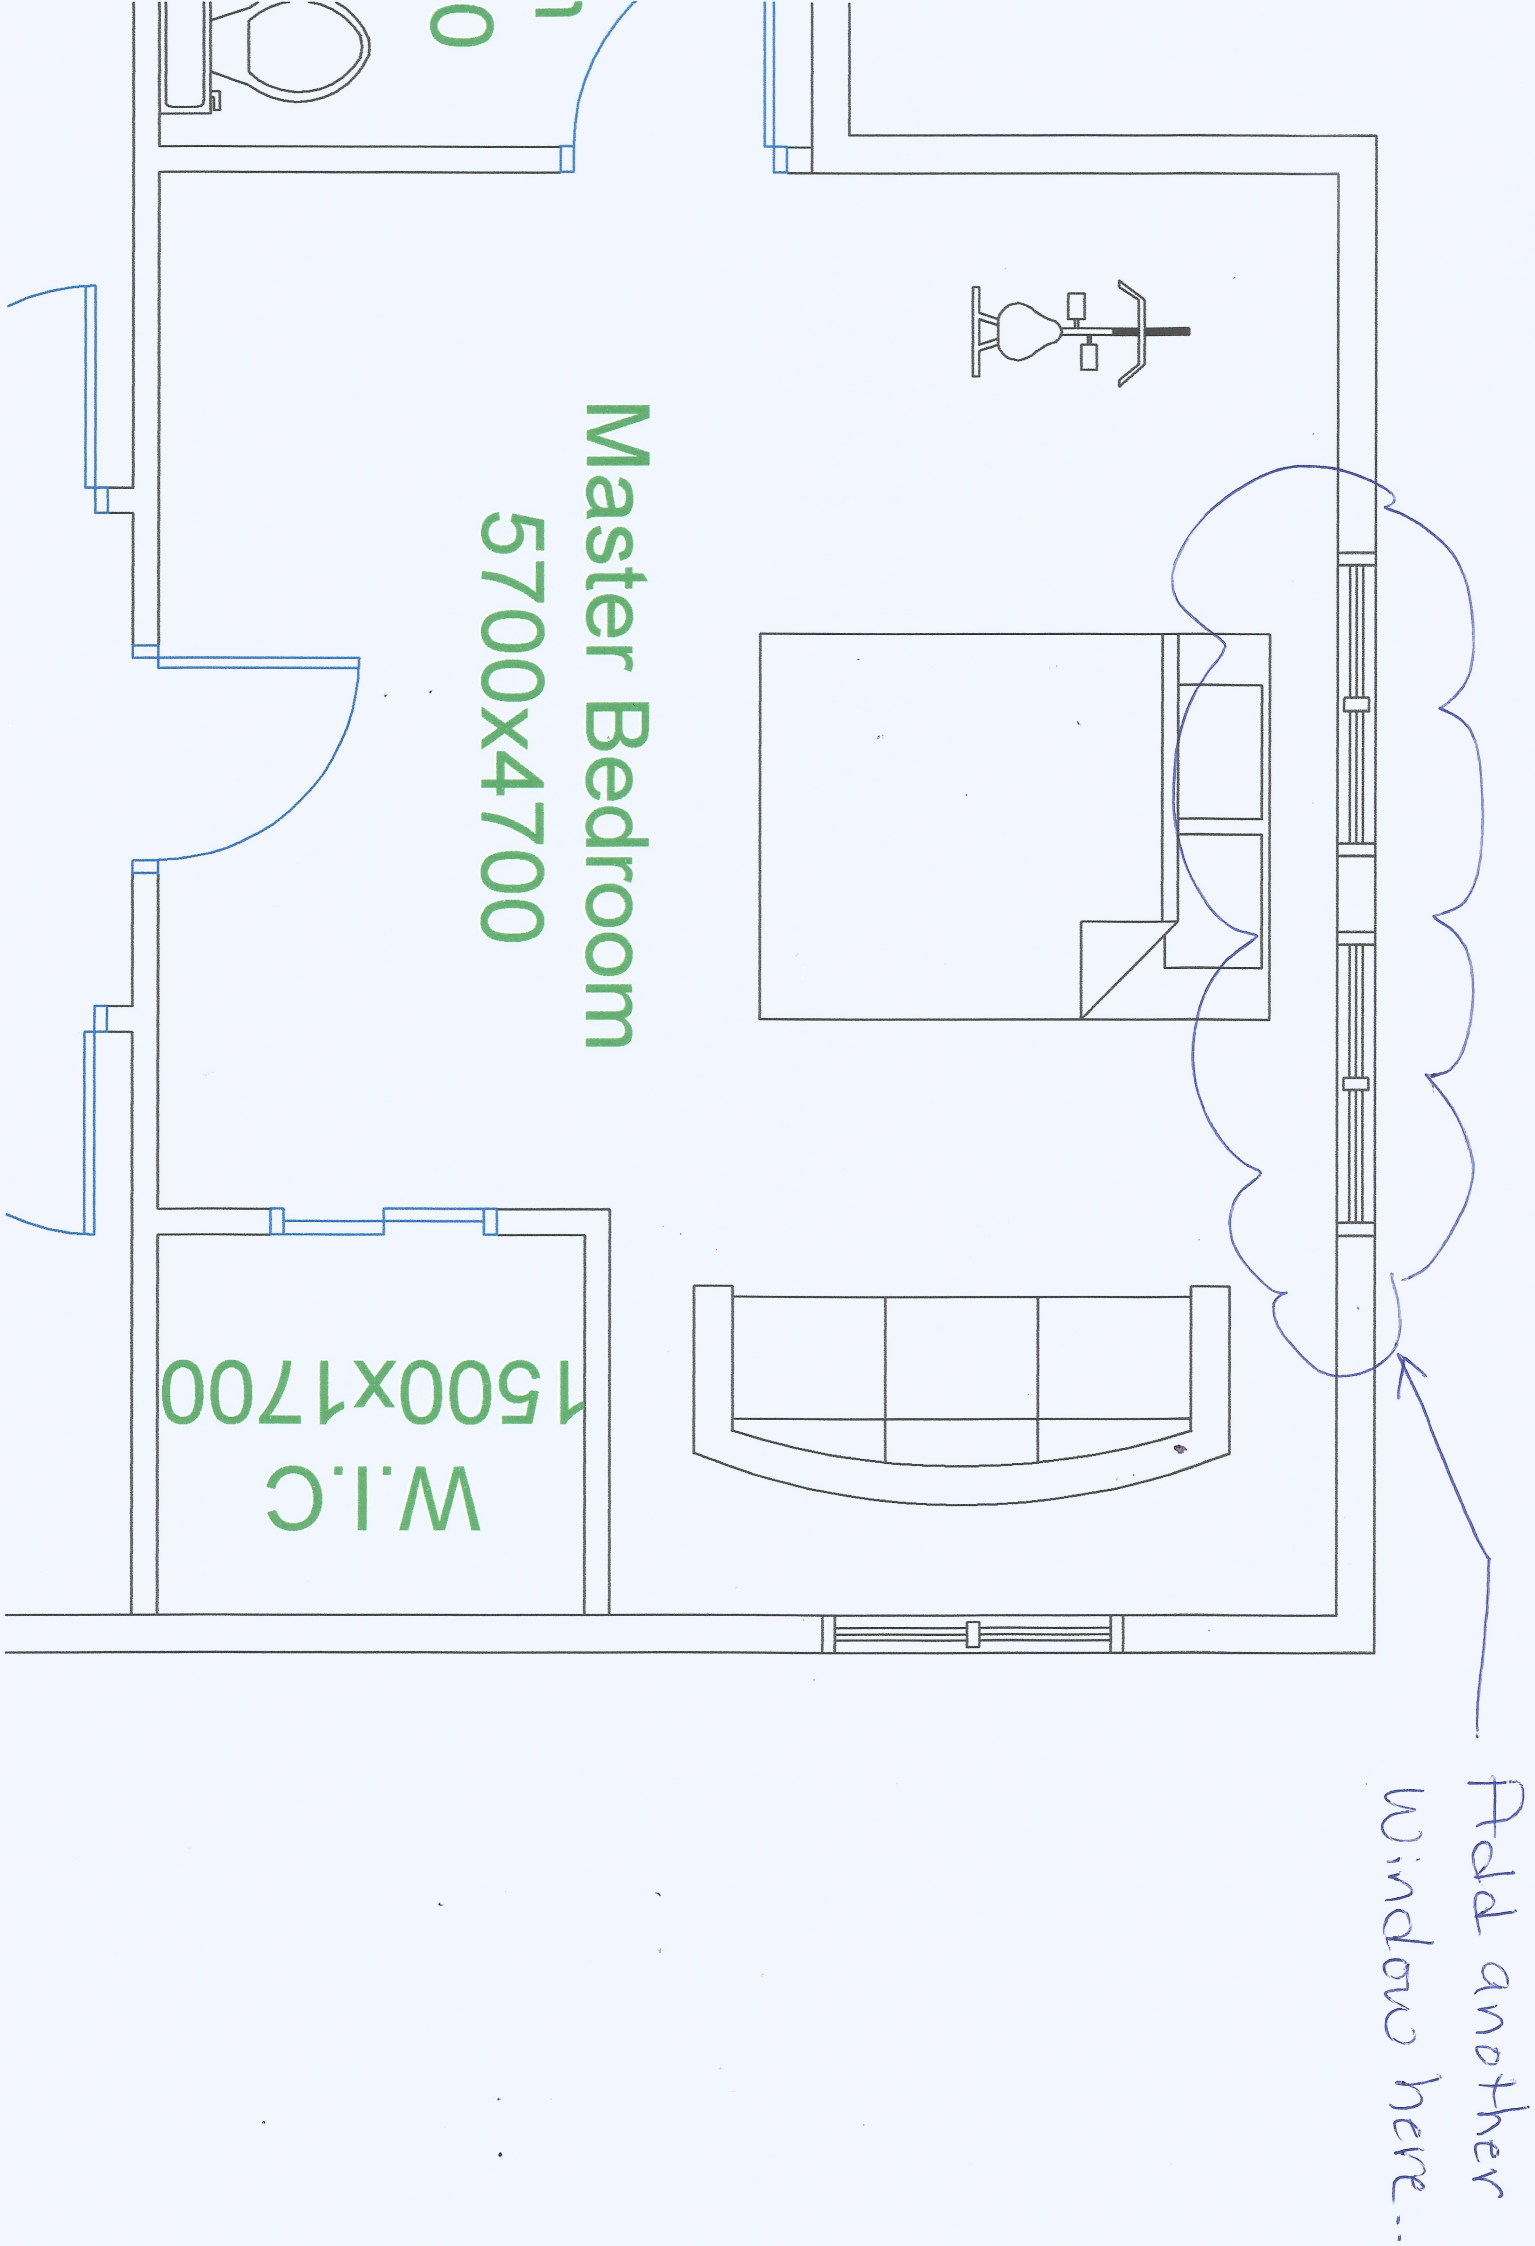 Master Bedroom
5700x4700
1500x1700
W.I.C
Add another
window here...